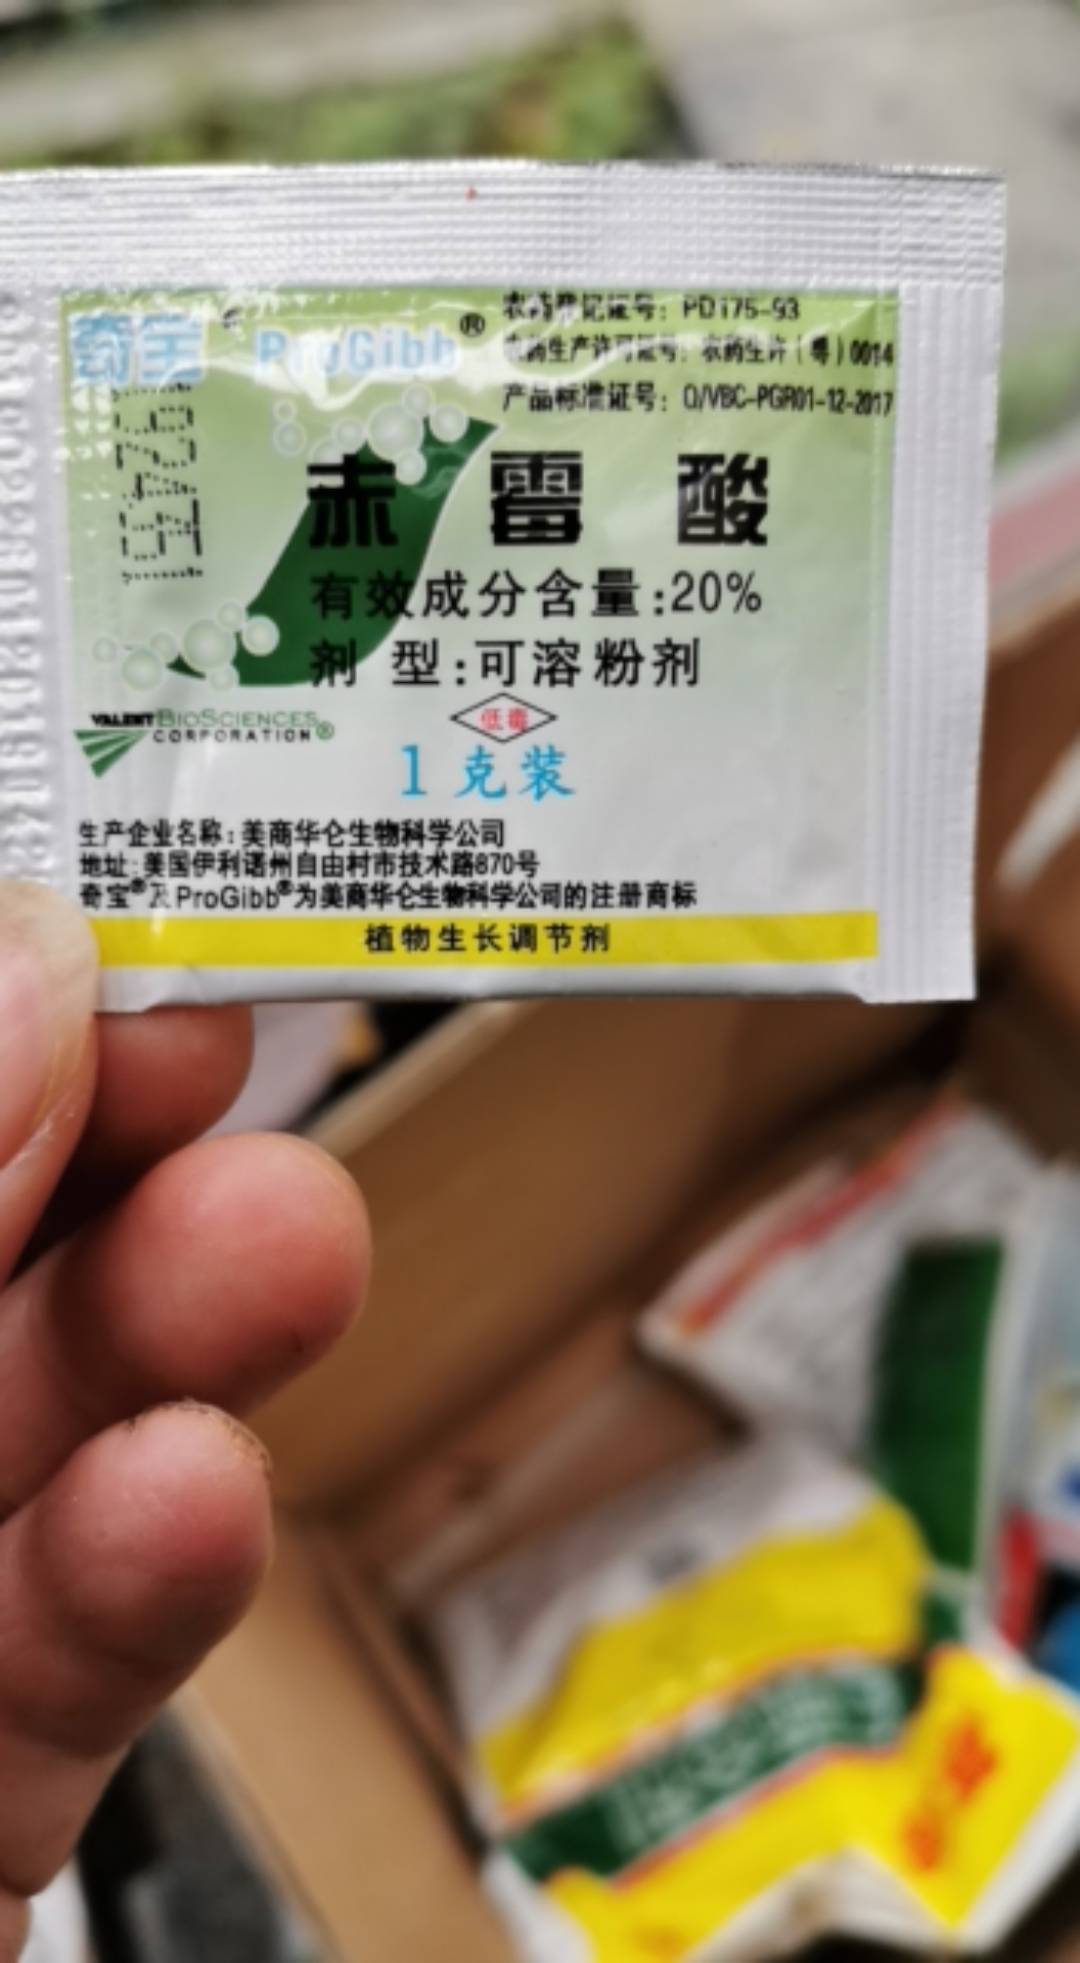 奇宝® ProGibb®
农药登记证号：PD175-93
农药生产许可证号：农药生许（粤）0014
产品标准证号：Q/VBC-PGR01-12-2017
赤霉酸
有效成分含量:20%
剂 型:可溶粉剂
低毒
1克装
VALENT BIOSCIENCES®
CORPORATION
生产企业名称：美商华仑生物科学公司
地址：美国伊利诺州自由村市技术路870号
奇宝®及ProGibb®为美商华仑生物科学公司的注册商标
植物生长调节剂